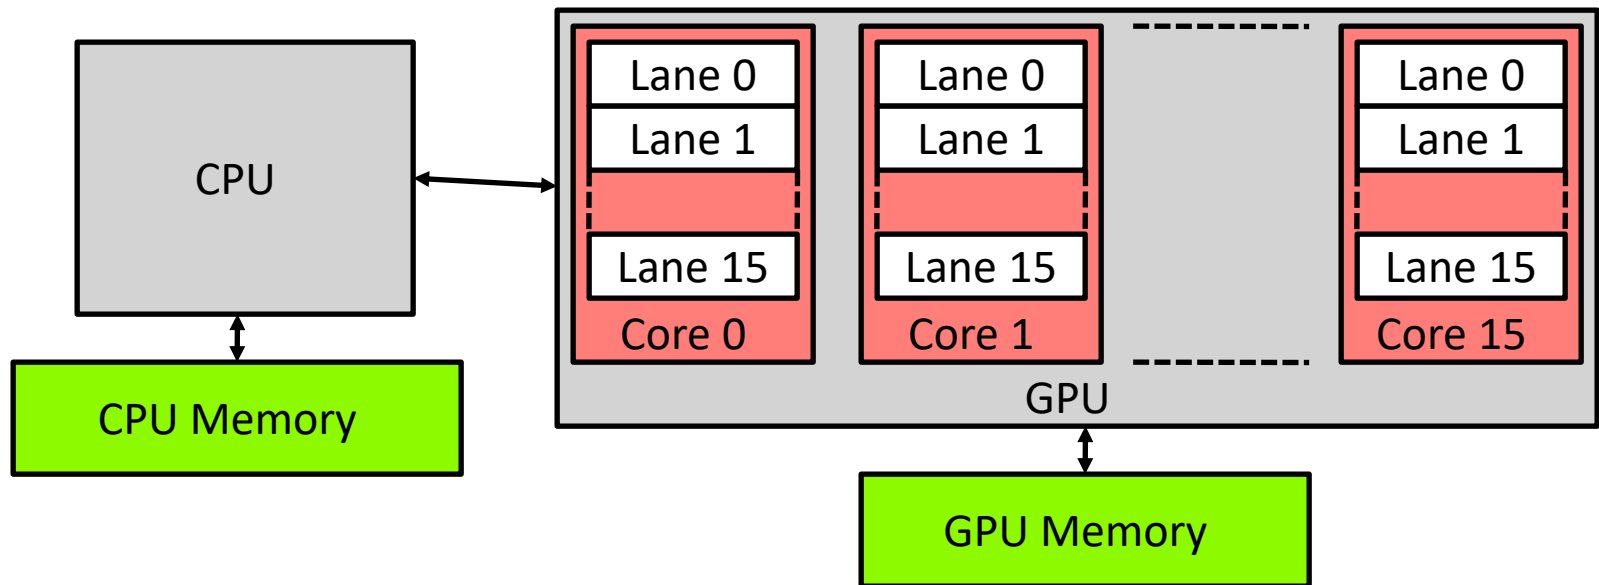 CPU
CPU Memory
Lane 0
Lane 1
Lane 15
Core 0
Lane 0
Lane 1
Lane 15
Core 1
Lane 0
Lane 1
Lane 15
Core 15
GPU
GPU Memory